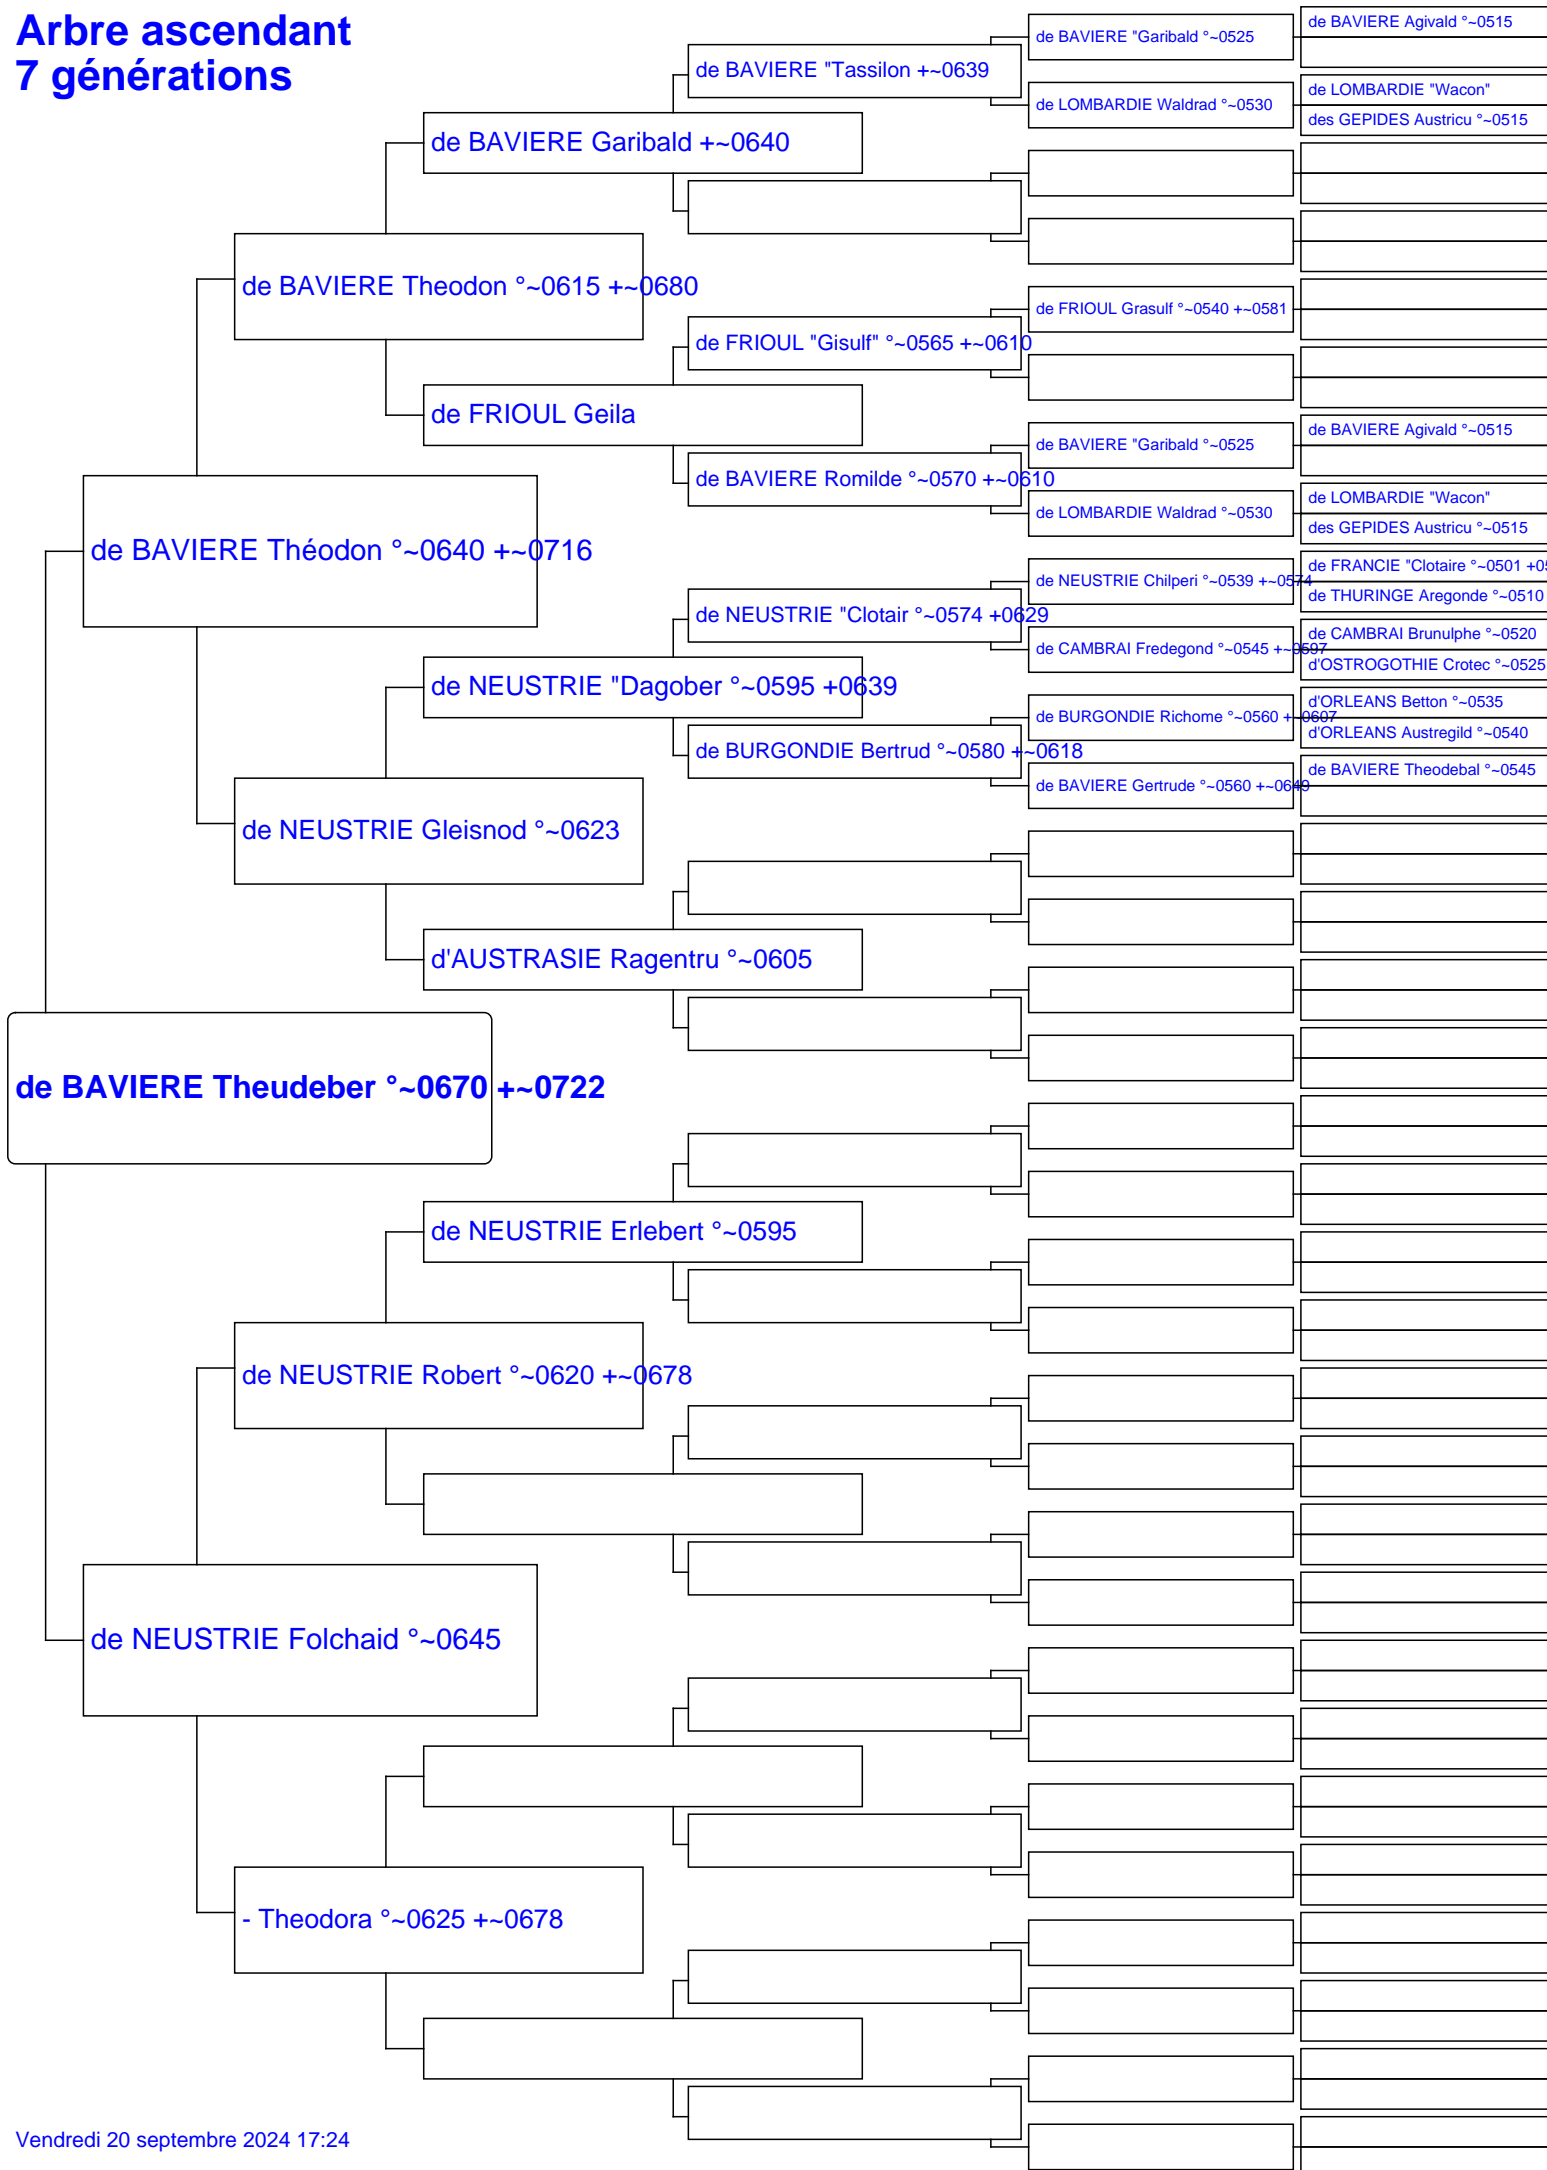 Arbre ascendant
7 générations
de BAVIERE Agivald °~0515
de BAVIERE "Garibald °~0525
de BAVIERE "Tassilon +~0639
de LOMBARDIE "Wacon"
de LOMBARDIE Waldrad °~0530
des GEPIDES Austricu °~0515
de BAVIERE Garibald +~0640
de BAVIERE Theodon °~0615 +~0680
de FRIOUL Grasulf °~0540 +~0581
de FRIOUL "Gisulf" °~0565 +~0610
de FRIOUL Geila
de BAVIERE Agivald °~0515
de BAVIERE "Garibald °~0525
de BAVIERE Romilde °~0570 +~0610
de LOMBARDIE "Wacon"
de LOMBARDIE Waldrad °~0530
des GEPIDES Austricu °~0515
de BAVIERE Théodon °~0640 +~0716
de FRANCIE "Clotaire °~0501 +05
de NEUSTRIE Chilperi °~0539 +~0574
de THURINGE Aregonde °~0510
de NEUSTRIE "Clotair °~0574 +0629
de CAMBRAI Brunulphe °~0520
de CAMBRAI Fredegond °~0545 +~0597
d'OSTROGOTHIE Crotec °~0525
de NEUSTRIE "Dagober °~0595 +0639
d'ORLEANS Betton °~0535
de BURGONDIE Richome °~0560 +~0607
d'ORLEANS Austregild °~0540
de BURGONDIE Bertrud °~0580 +~0618
de BAVIERE Theodebal °~0545
de BAVIERE Gertrude °~0560 +~0649
de NEUSTRIE Gleisnod °~0623
d'AUSTRASIE Ragentru °~0605
de BAVIERE Theudeber °~0670 +~0722
de NEUSTRIE Erlebert °~0595
de NEUSTRIE Robert °~0620 +~0678
de NEUSTRIE Folchaid °~0645
- Theodora °~0625 +~0678
Vendredi 20 septembre 2024 17:24